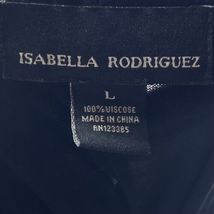 ISABELLA RODRIGUEZ
L
100% VISCOSE
MADE IN CHINA
RN123385